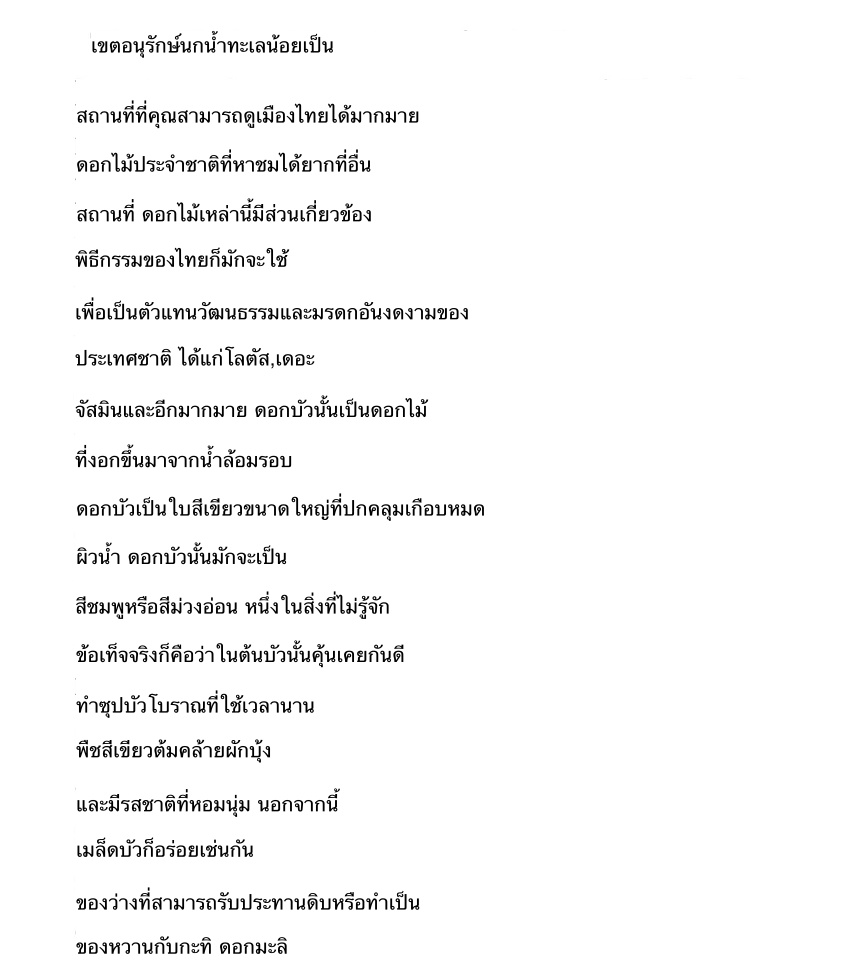 เขตอนุรักษ์นกน้ำทะเลน้อยเป็น
สถานที่ที่คุณสามารถดูเมืองไทยได้มากมาย
ดอกไม้ประจำชาติที่หาชมได้ยากที่อื่น
สถานที่ ดอกไม้เหล่านี้มีส่วนเกี่ยวข้อง
พิธีกรรมของไทยก็มักจะใช้
เพื่อเป็นตัวแทนวัฒนธรรมและมรดกอันงดงามของ
ประเทศชาติ ได้แก่โลตัส,เดอะ
จัสมินและอีกมากมาย ดอกบัวนั้นเป็นดอกไม้
ที่งอกขึ้นมาจากน้ำล้อมรอบ
ดอกบัวเป็นใบสีเขียวขนาดใหญ่ที่ปกคลุมเกือบหมด
ผิวน้ำ ดอกบัวนั้นมักจะเป็น
สีชมพูหรือสีม่วงอ่อน หนึ่งในสิ่งที่ไม่รู้จัก
ข้อเท็จจริงก็คือว่าในต้นบัวนั้นคุ้นเคยกันดี
ทำซุปบัวโบราณที่ใช้เวลานาน
พืชสีเขียวต้มคล้ายผักบุ้ง
และมีรสชาติที่หอมนุ่ม นอกจากนี้
เมล็ดบัวก็อร่อยเช่นกัน
ของว่างที่สามารถรับประทานดิบหรือทำเป็น
ของหวานกับกะทิ ดอกมะลิ